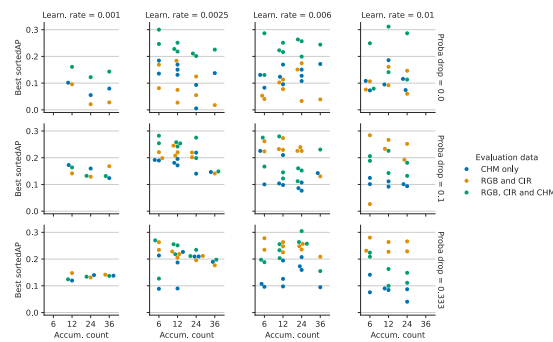 Learn. rate = 0.001 Learn. rate = 0.0025 Learn. rate = 0.006 Learn. rate = 0.01
Best sortedAP
0.3
0.2
0.1
0.0
Proba drop = 0.0
Best sortedAP
0.3
0.2
0.1
0.0
Proba drop = 0.1
Evaluation data
CHM only
RGB and CIR
RGB, CIR and CHM
Best sortedAP
0.3
0.2
0.1
0.0
Proba drop = 0.333
6 12 24 36 6 12 24 36 6 12 24 36 6 12 24 36
Accum. count Accum. count Accum. count Accum. count